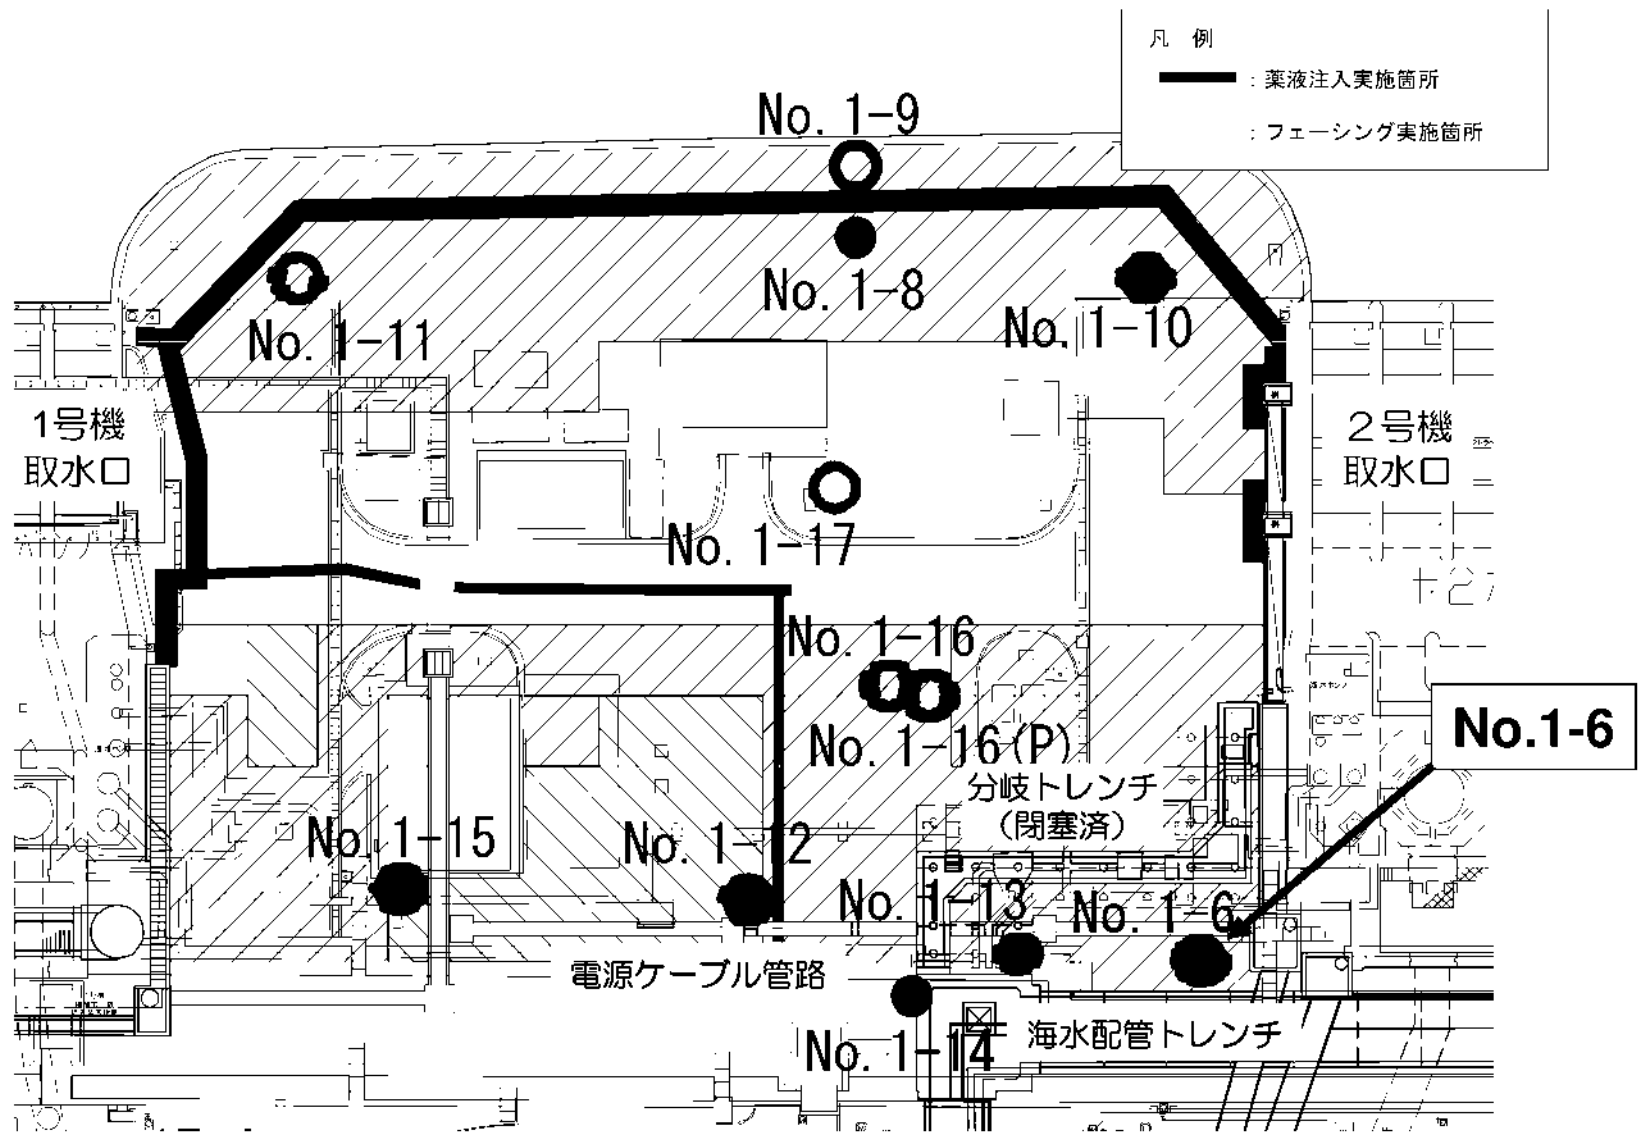 凡　例
：薬液注入実施箇所
：フェーシング実施箇所
No. 1-9
No. 1-8
No. 1-10
No. 1-11
1号機
取水口
２号機
取水口
No. 1-17
No. 1-16
No. 1-16(P)
No.1-6
分岐トレンチ
（閉塞済）
No. 1-15
No. 1-12
No. 1-13
No. 1-6
電源ケーブル管路
No. 1-14
海水配管トレンチ